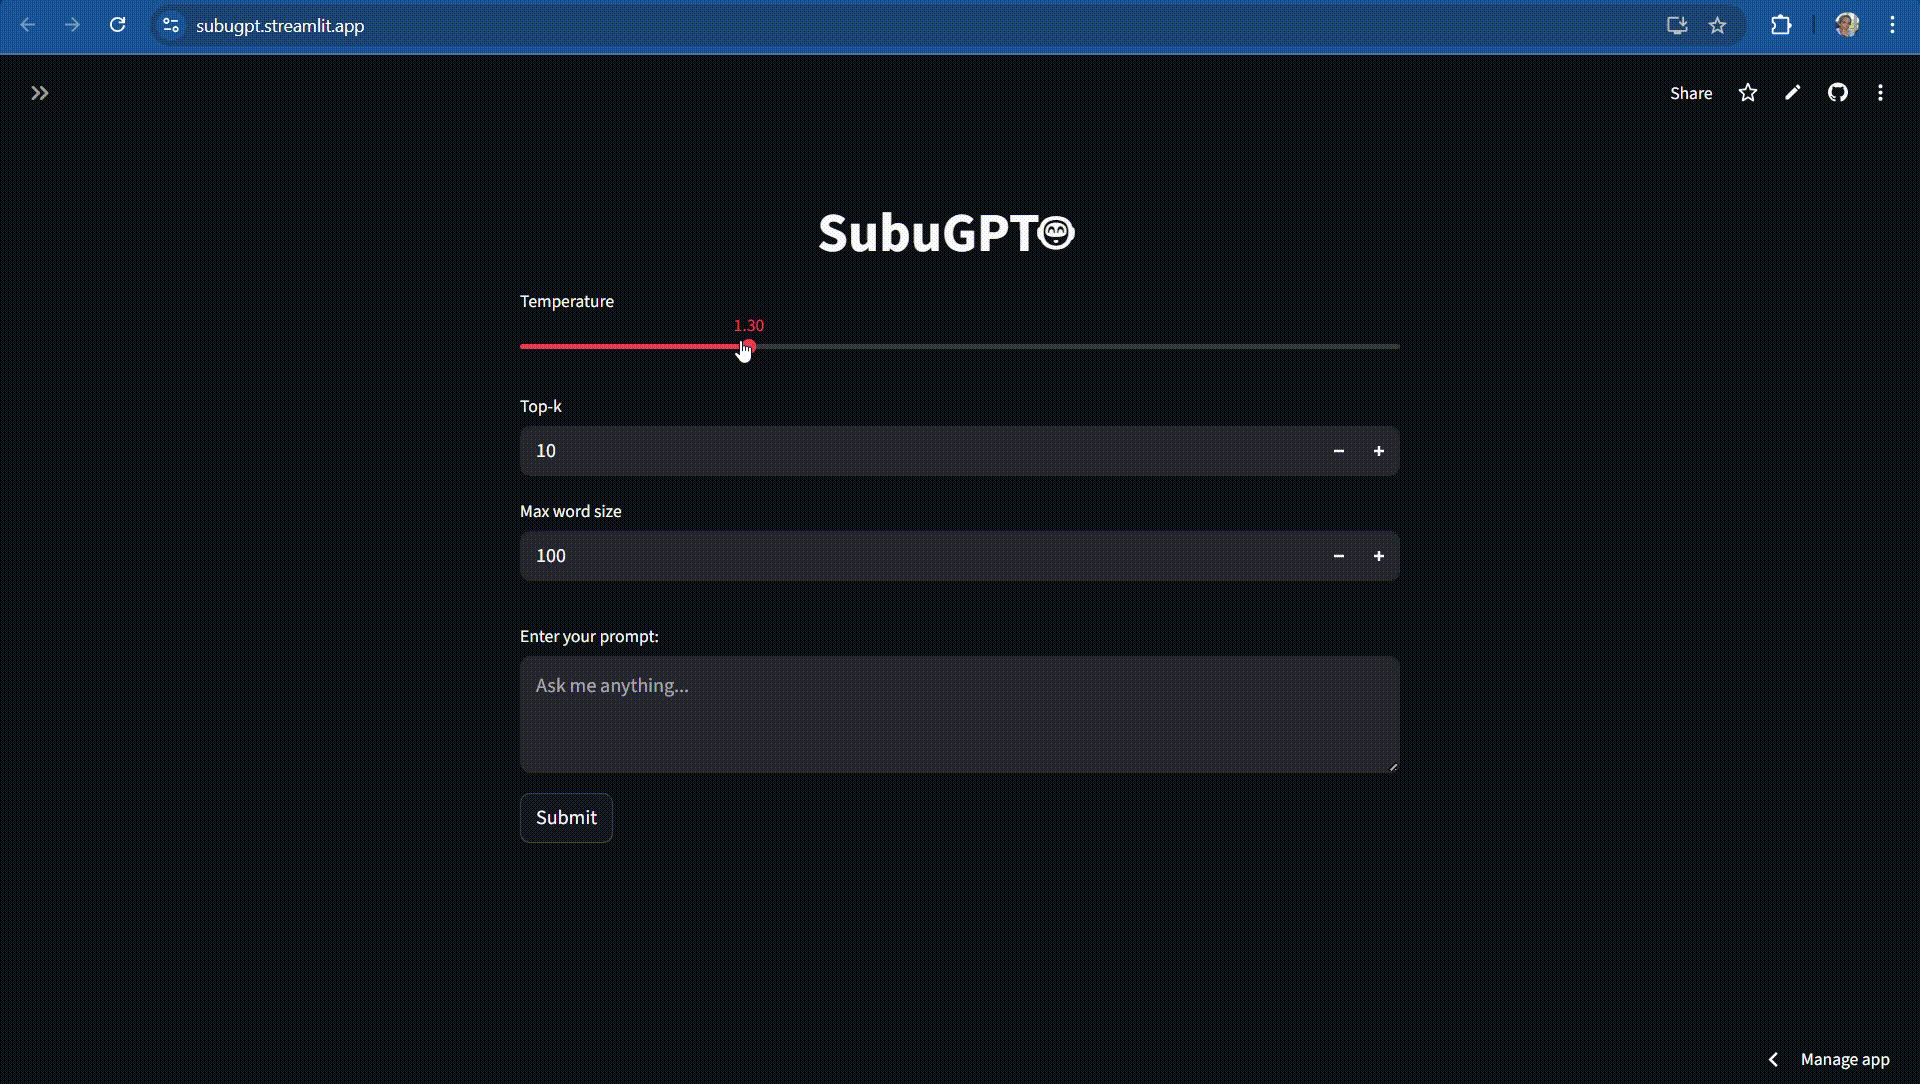 subugpt.streamlit.app
Share
SubuGPT
Temperature
1.30
Top-k
10
Max word size
100
Enter your prompt:
Ask me anything...
Submit
Manage app